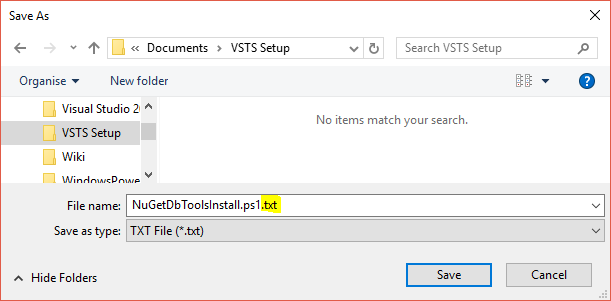 Save As
« Documents > VSTS Setup
Search VSTS Setup
Organise
New folder
?
Visual Studio 20
VSTS Setup
Wiki
WindowsPowe
No items match your search.
File name: NuGetDbToolsInstall.ps1.txt
Save as type: TXT File (*.txt)
Hide Folders
Save
Cancel